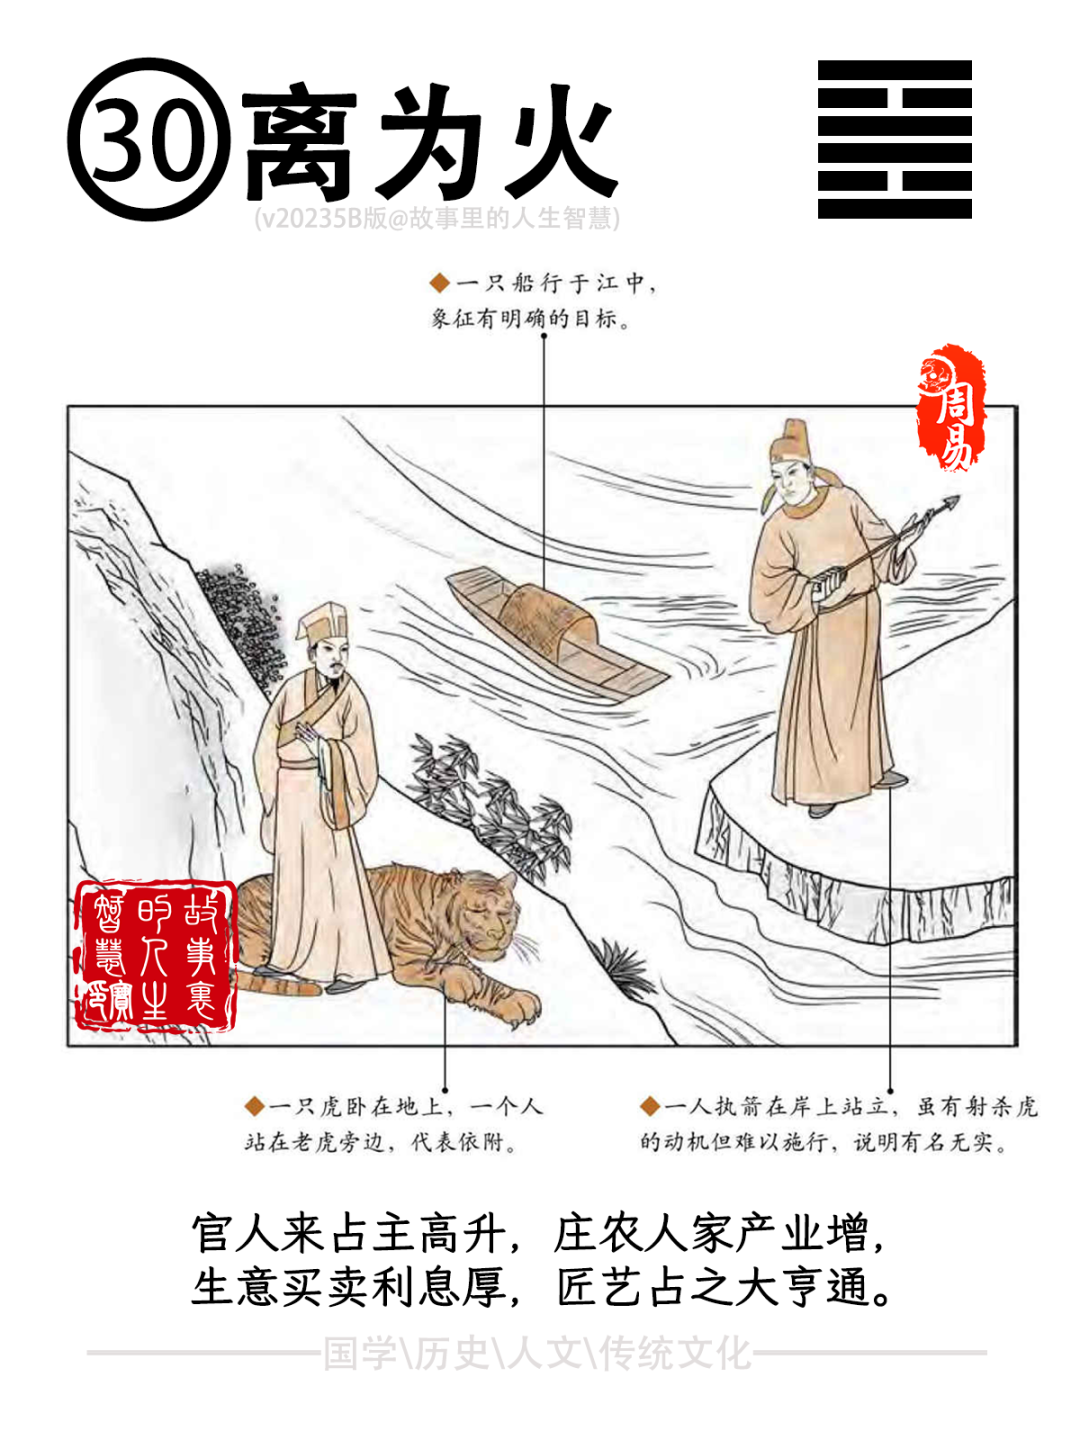 30 离为火
(v20235B版@故事里的人生智慧)
◆一只船行于江中，
象征有明确的目标。
周易
故事里
的人生
智慧
◆一只虎卧在地上，一个人
站在老虎旁边，代表依附。
◆一人执箭在岸上站立，虽有射杀虎
的动机但难以施行，说明有名无实。
官人来占主高升，庄农人家产业增，
生意买卖利息厚，匠艺占之大亨通。
国学\历史\人文\传统文化